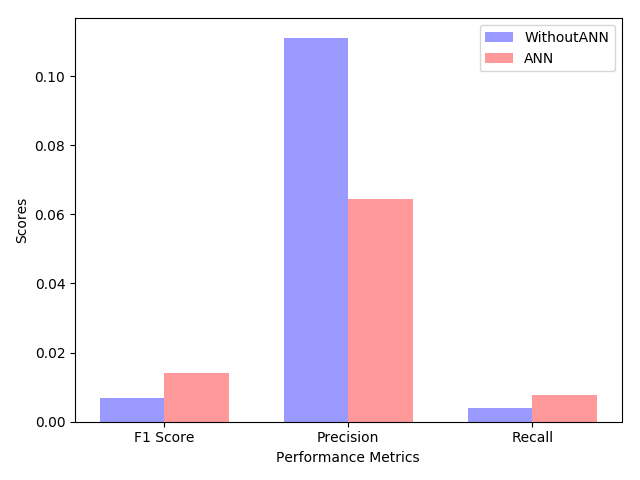 WithoutANN
ANN
0.10
0.08
0.06
0.04
0.02
0.00
Scores
F1 Score
Precision
Recall
Performance Metrics